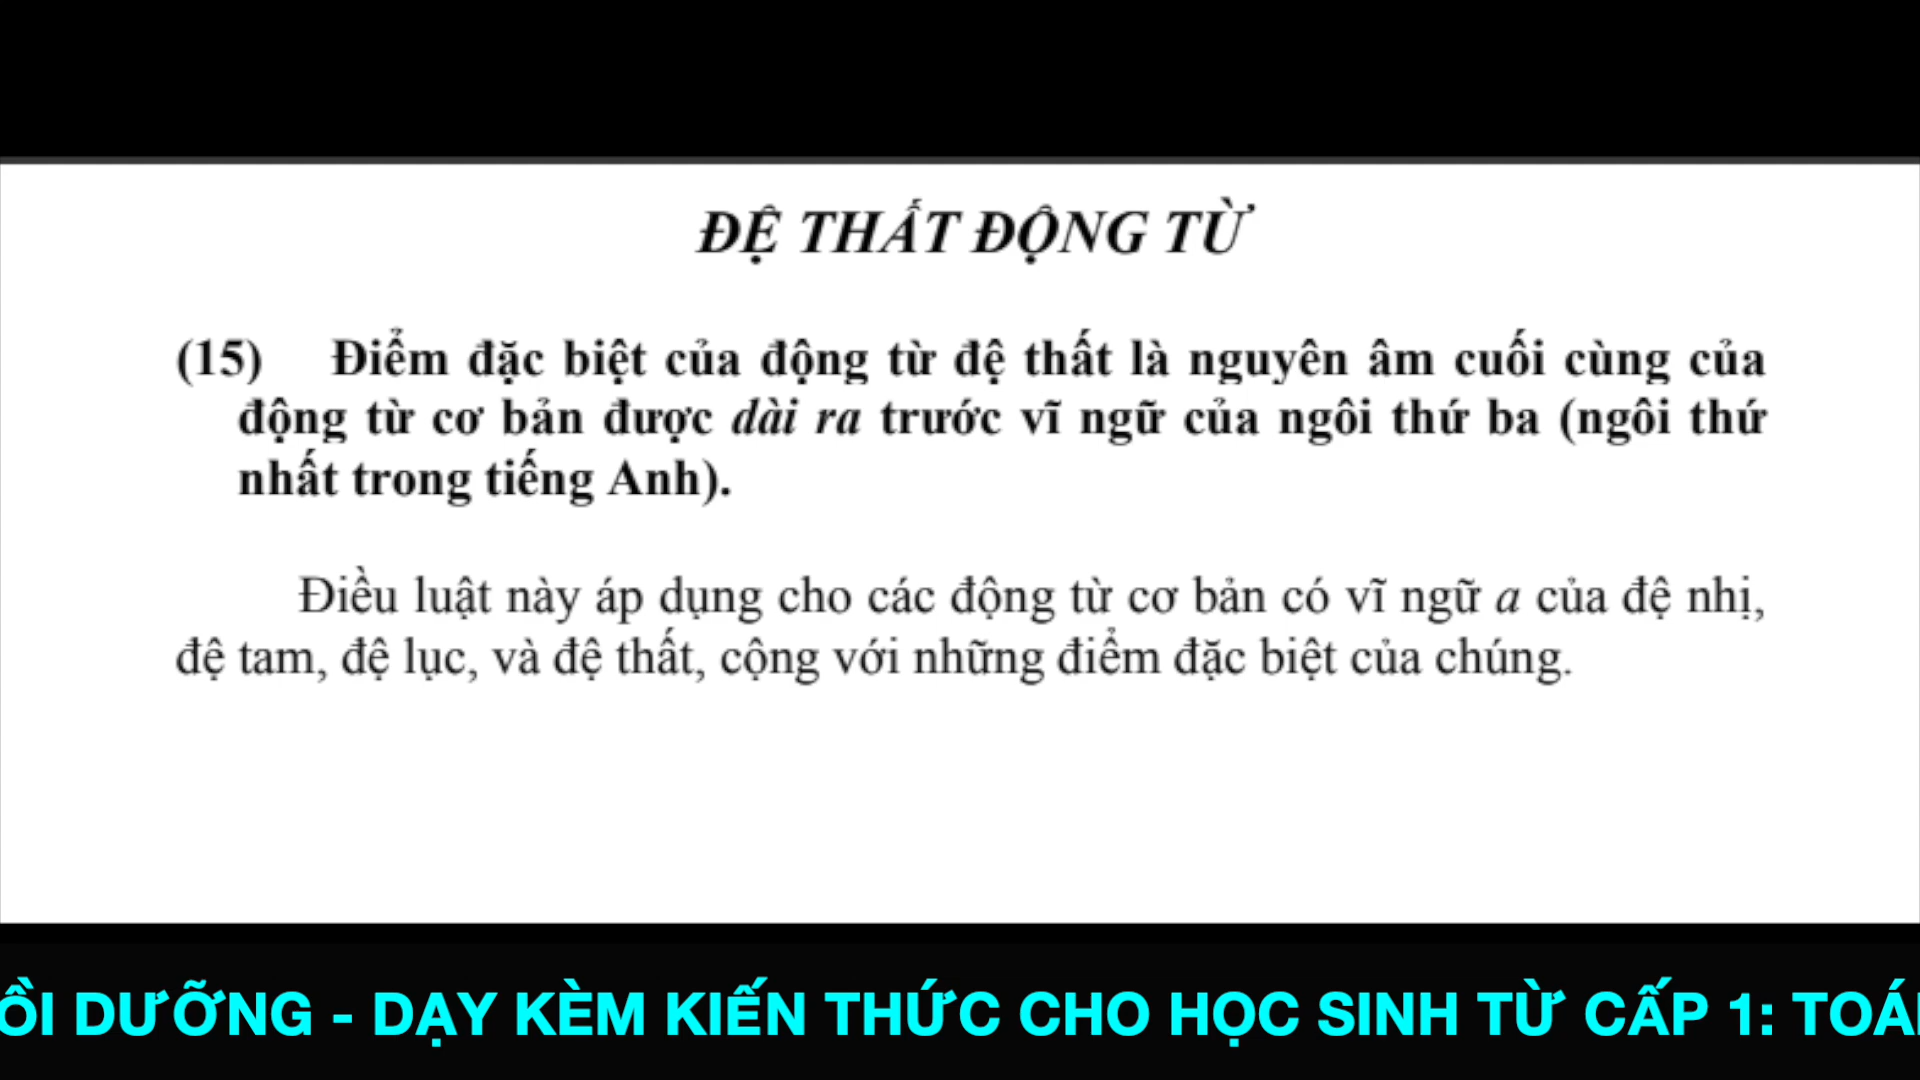 ĐỆ THẤT ĐỘNG TỪ
(15) Điểm đặc biệt của động từ đệ thất là nguyên âm cuối cùng của
động từ cơ bản được dài ra trước vĩ ngữ của ngôi thứ ba (ngôi thứ
nhất trong tiếng Anh).
Điều luật này áp dụng cho các động từ cơ bản có vĩ ngữ a của đệ nhị,
đệ tam, đệ lục, và đệ thất, cộng với những điểm đặc biệt của chúng.
DƯỠNG - DẠY KÈM KIẾN THỨC CHO HỌC SINH TỪ CẤP 1: